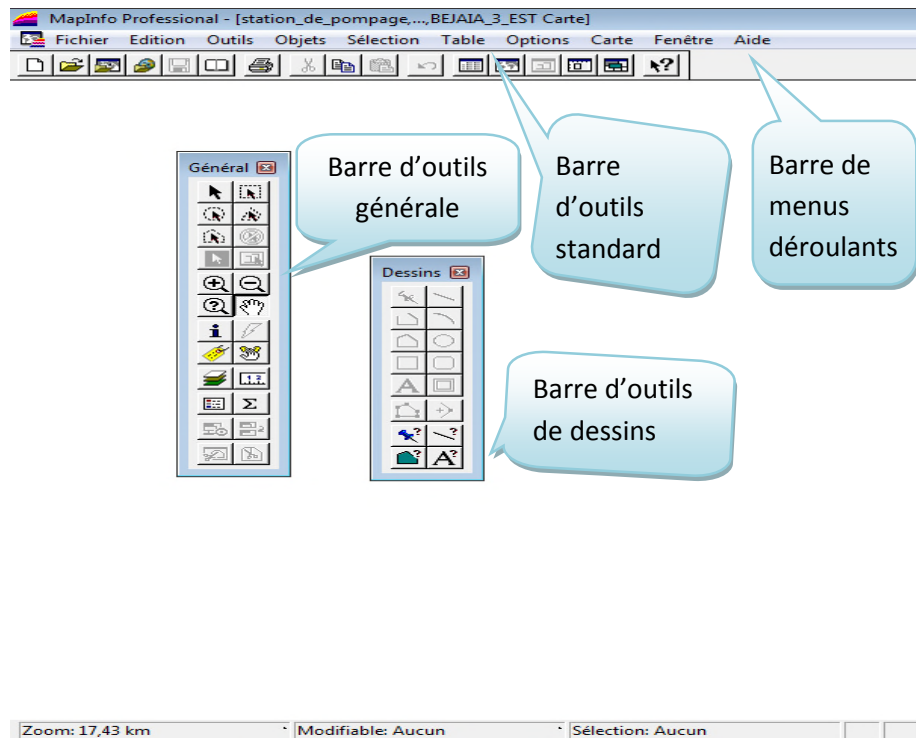 MapInfo Professional - [station_de_pompage,...,BEJAIA_3_EST Carte]
Fichier Edition Outils Objets Sélection Table Options Carte Fenêtre Aide
Général
Barre d'outils
générale
Barre
d'outils
standard
Barre de
menus
déroulants
Dessins
Barre d'outils
de dessins
Zoom: 17,43 km
Modifiable: Aucun
Sélection: Aucun